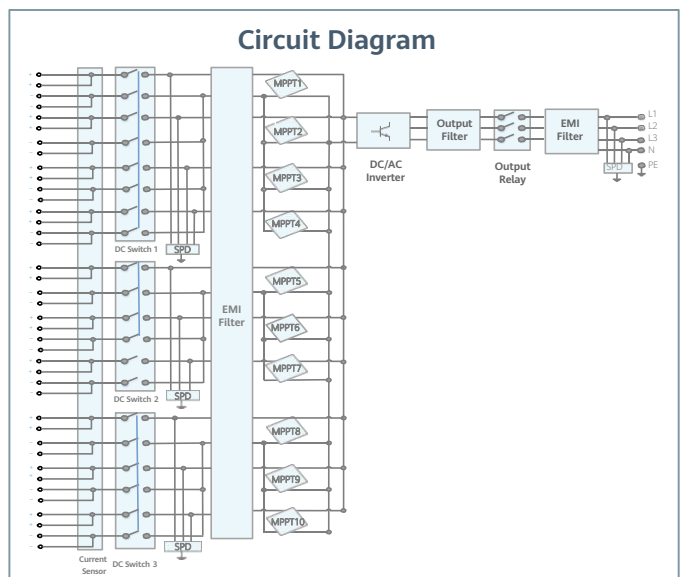 Circuit Diagram
MPPT1
MPPT2
MPPT3
MPPT4
MPPT5
MPPT6
MPPT7
MPPT8
MPPT9
MPPT10
DC Switch 1
SPD
DC Switch 2
SPD
DC Switch 3
SPD
Current
Sensor
EMI
Filter
DC/AC
Inverter
Output
Filter
Output
Relay
EMI
Filter
SPD
L1
L2
L3
N
PE